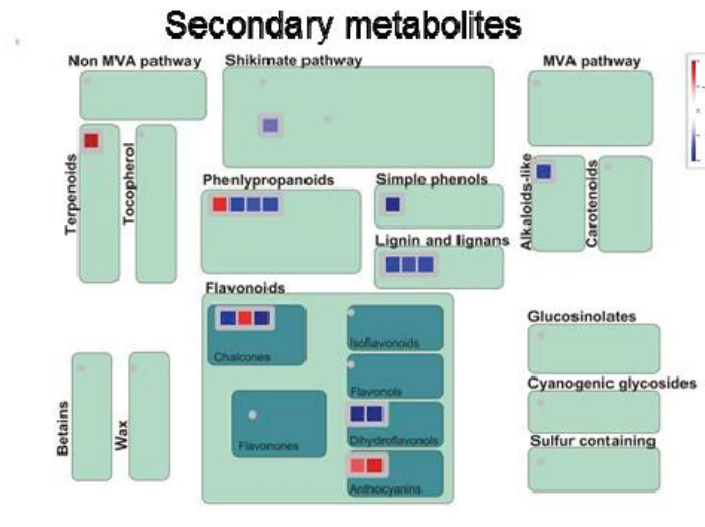 Secondary metabolites
Non MVA pathway
Shikimate pathway
MVA pathway
Terpenoids
Tocopherol
Phenlypropanoids
Simple phenols
Alkaloids-like
Carotenoids
Lignin and lignans
Flavonoids
Chalcones
Isoflavonoids
Flavonols
Flavonones
Dihydroflavonols
Anthocyanins
Betains
Wax
Glucosinolates
Cyanogenic glycosides
Sulfur containing